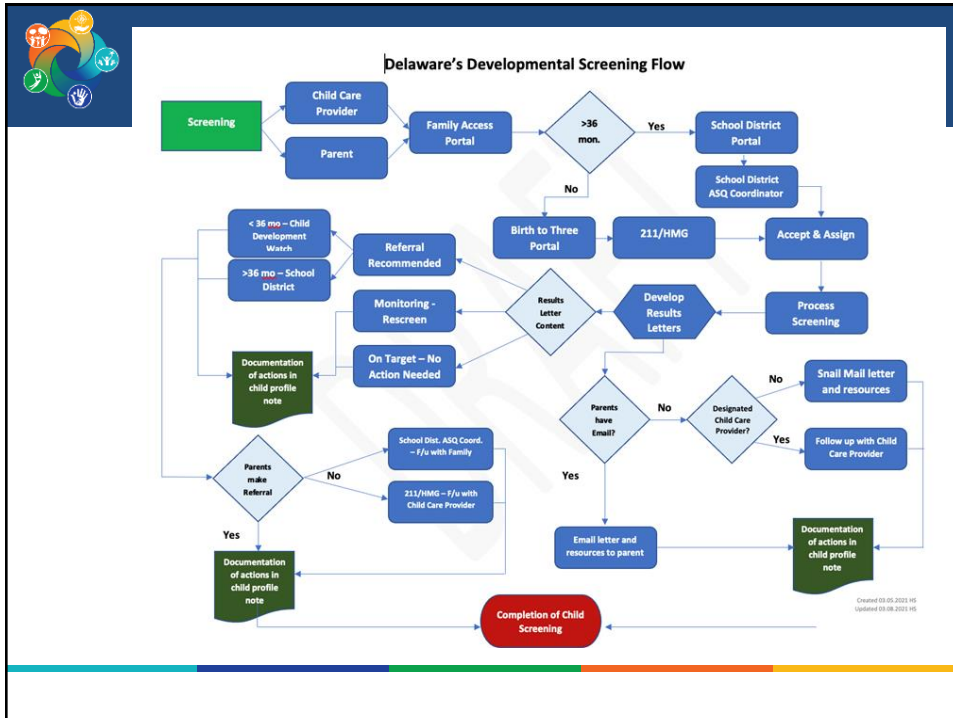 Delaware's Developmental Screening Flow
Screening
Child Care
Provider
Parent
Family Access
Portal
>36
mon.
Yes
School District
Portal
School District
ASQ Coordinator
No
Birth to Three
Portal
211/HMG
Accept & Assign
< 36 mo – Child
Development
Watch
>36 mo – School
District
Referral
Recommended
Monitoring -
Rescreen
On Target – No
Action Needed
Results
Letter
Content
Develop
Results
Letters
Process
Screening
Documentation
of actions in
child profile
note
Parents
have
Email?
No
Designated
Child Care
Provider?
No
Snail Mail letter
and resources
Yes
Follow up with Child
Care Provider
Yes
Parents
make
Referral
No
School Dist. ASQ Coord.
– F/u with Family
211/HMG – F/u with
Child Care Provider
Yes
Documentation
of actions in
child profile
note
Email letter and
resources to parent
Documentation
of actions in
child profile
note
Completion of Child
Screening
Created 03.05.2021 HS
Updated 03.08.2021 HS
DRAFT